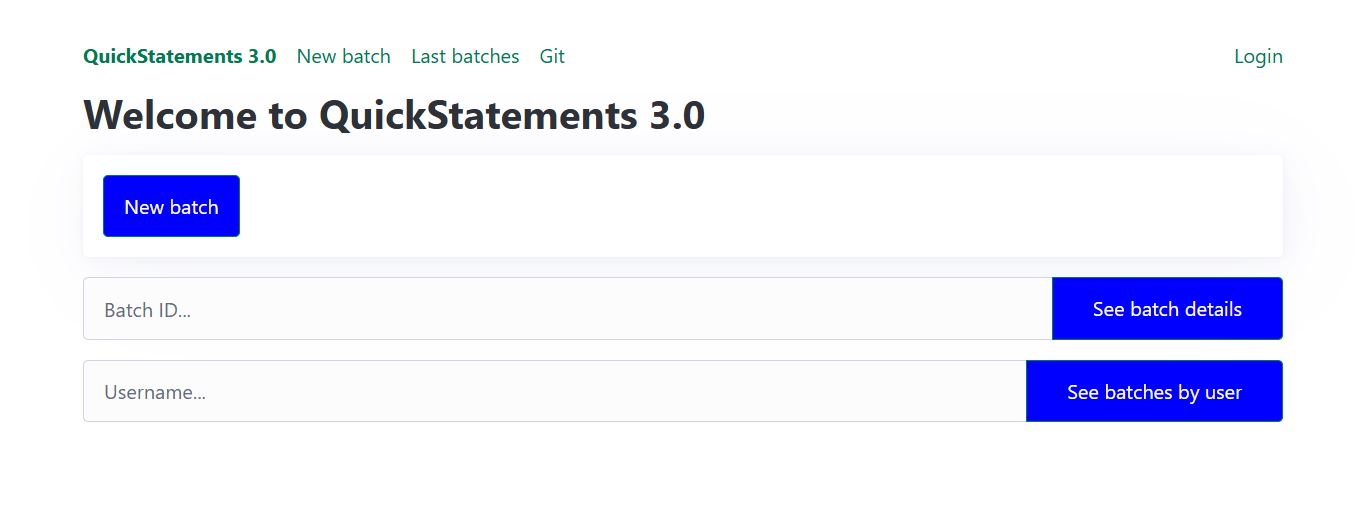 QuickStatements 3.0 New batch Last batches Git Login
Welcome to QuickStatements 3.0
New batch
Batch ID... See batch details
Username... See batches by user